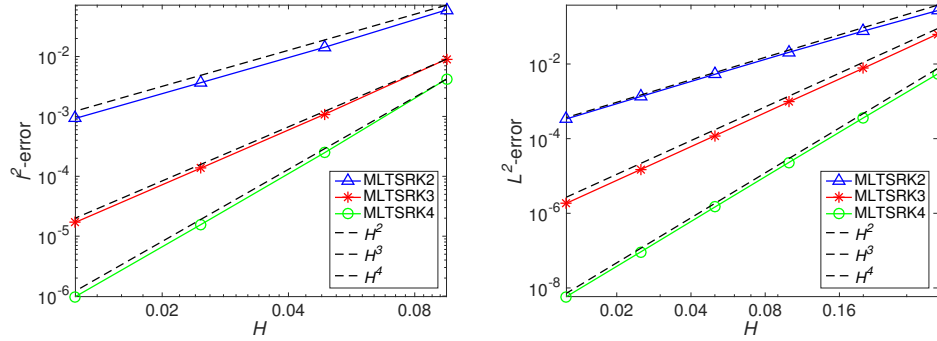 10^-2
10^-3
10^-4
10^-5
10^-6
l^2-error
0.02
0.04
0.08
H
MLTSRK2
MLTSRK3
MLTSRK4
H^2
H^3
H^4
10^-2
10^-4
10^-6
10^-8
L^2-error
0.02
0.04
0.08
0.16
H
MLTSRK2
MLTSRK3
MLTSRK4
H^2
H^3
H^4